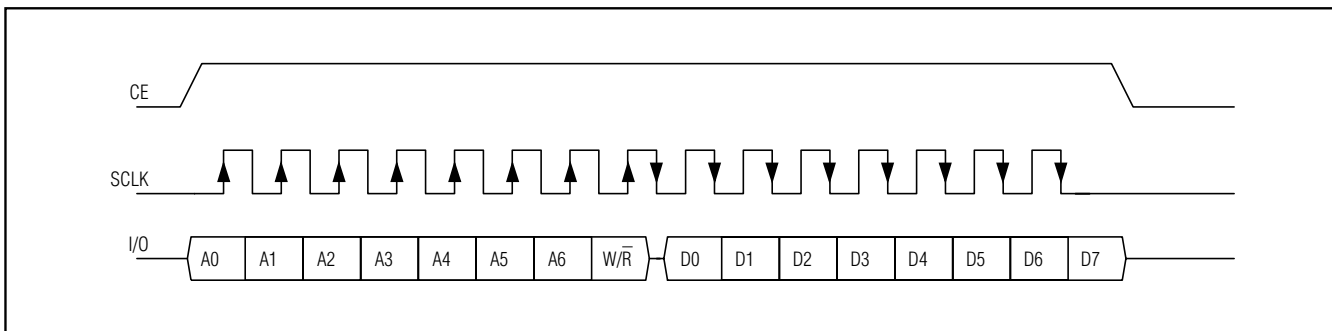 CE
SCLK
I/O
A0 A1 A2 A3 A4 A5 A6 W/R̅ D0 D1 D2 D3 D4 D5 D6 D7